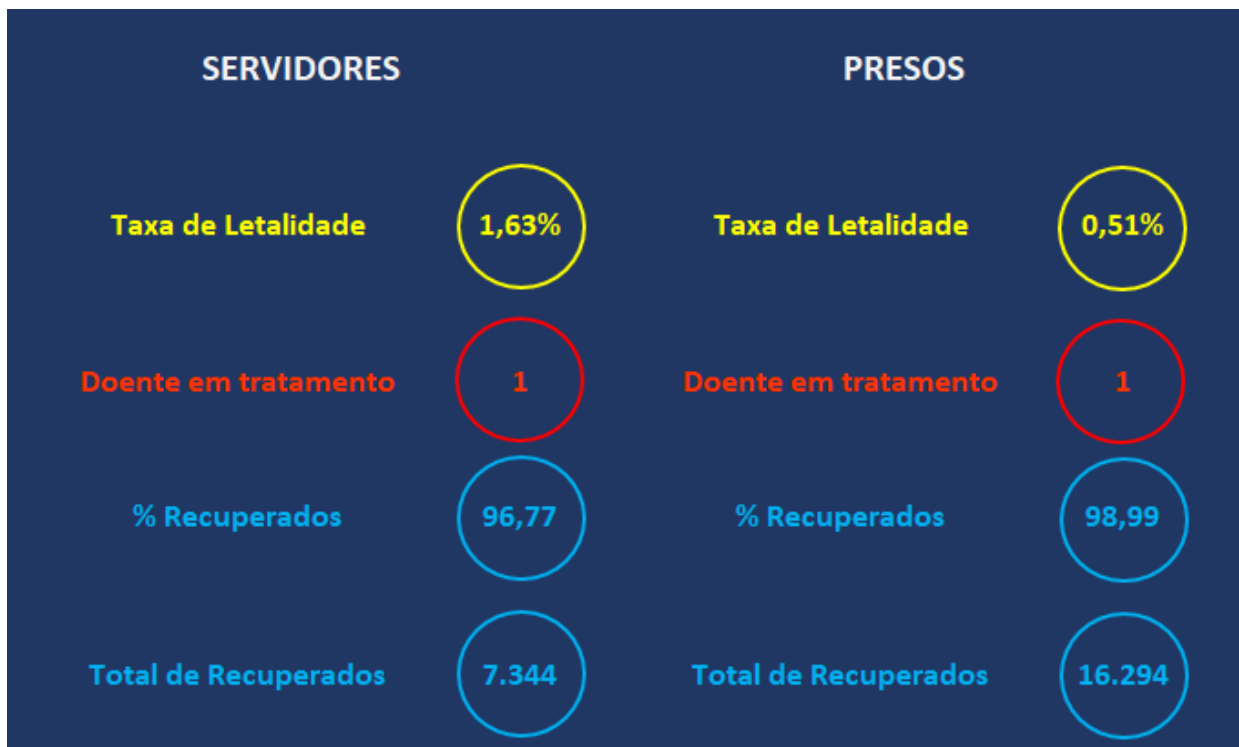 SERVIDORES
PRESOS
Taxa de Letalidade 1,63%
Taxa de Letalidade 0,51%
Doente em tratamento 1
Doente em tratamento 1
% Recuperados 96,77
% Recuperados 98,99
Total de Recuperados 7.344
Total de Recuperados 16.294